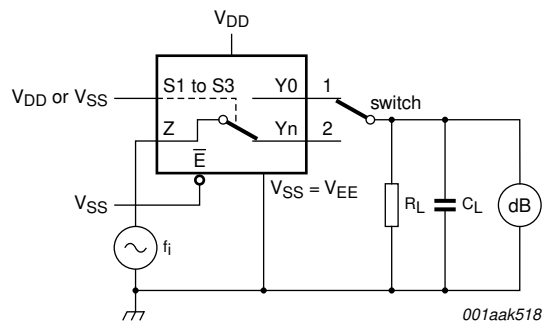 VDD
VDD or VSS
S1 to S3
Y0
1
switch
Z
Yn
2
E
VSS
VSS = VEE
fi
RL
CL
dB
001aak518